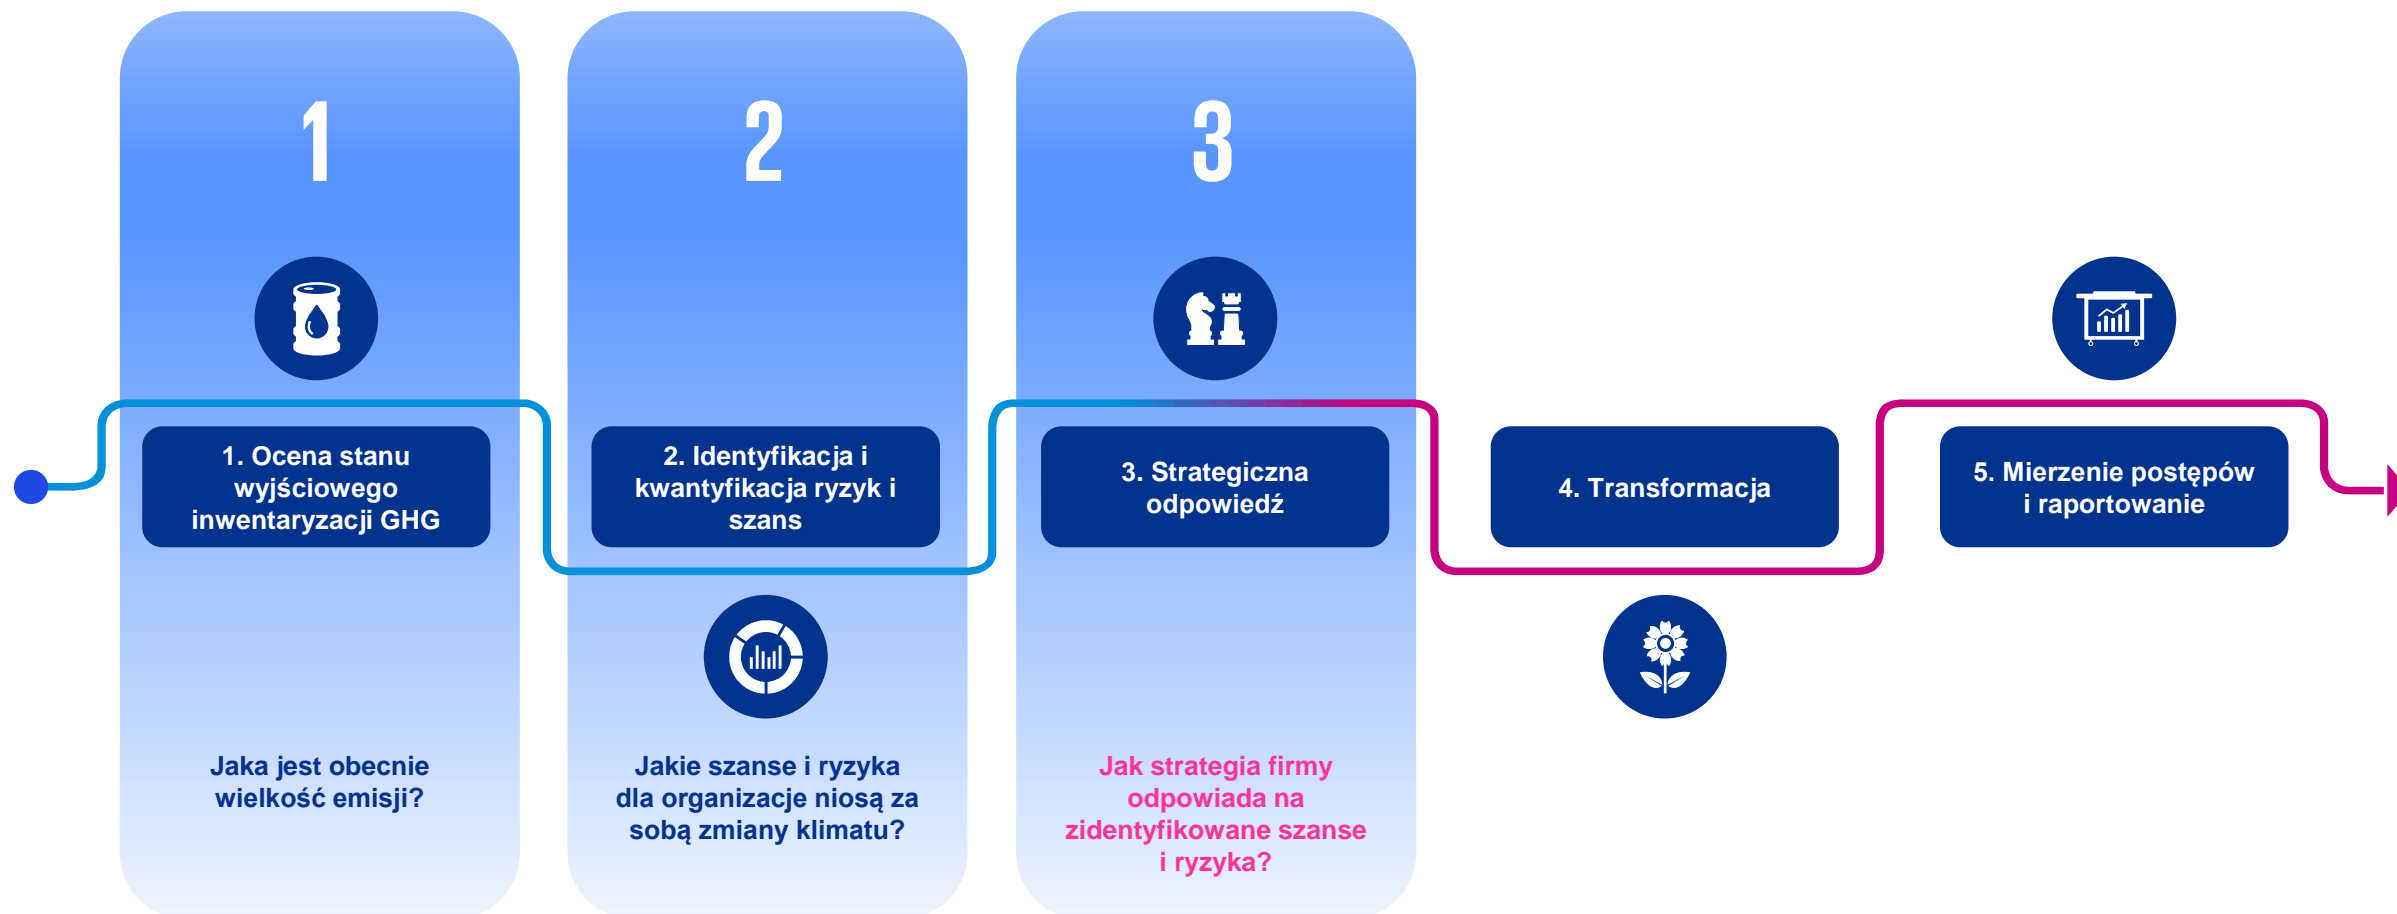 1
2
3
1. Ocena stanu
wyjściowego
inwentaryzacji GHG
2. Identyfikacja i
kwantyfikacja ryzyk i
szans
3. Strategiczna
odpowiedź
4. Transformacja
5. Mierzenie postępów
i raportowanie
Jaka jest obecnie
wielkość emisji?
Jakie szanse i ryzyka
dla organizacje niosą za
sobą zmiany klimatu?
Jak strategia firmy
odpowiada na
zidentyfikowane szanse
i ryzyka?